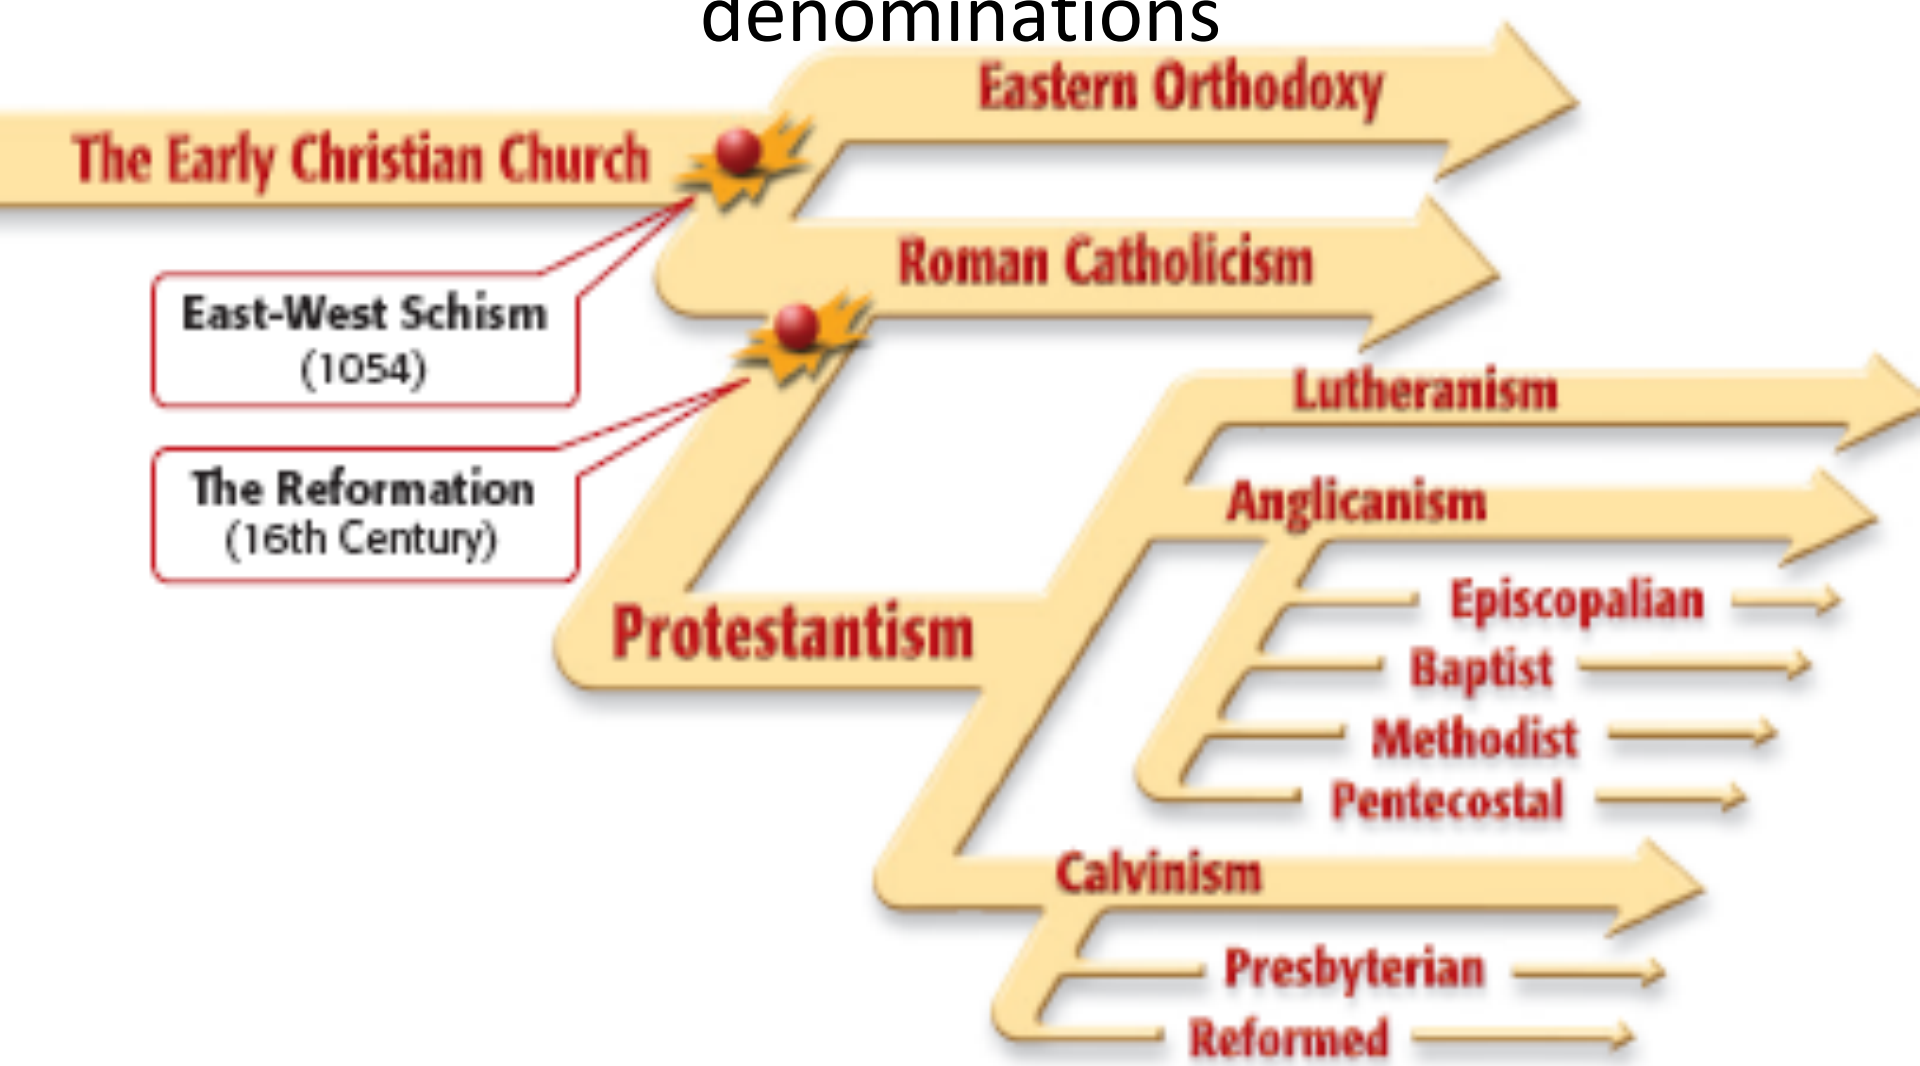 denominations
Eastern Orthodoxy
The Early Christian Church
Roman Catholicism
East-West Schism
(1054)
Lutheranism
The Reformation
(16th Century)
Anglicanism
Episcopalian
Protestantism
Baptist
Methodist
Pentecostal
Calvinism
Presbyterian
Reformed